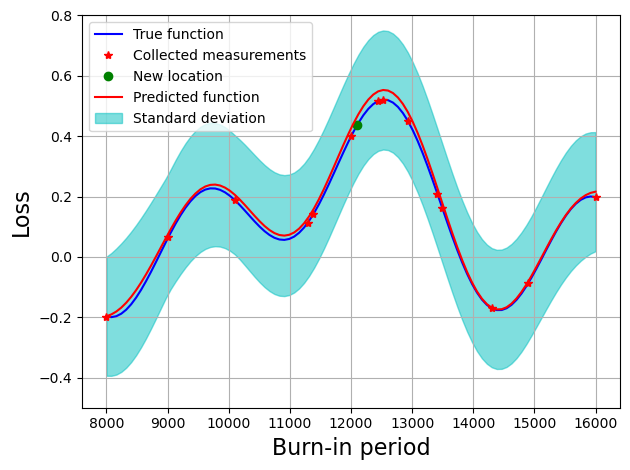 0.8
0.6
0.4
0.2
0.0
−0.2
−0.4
Loss
True function
Collected measurements
New location
Predicted function
Standard deviation
8000 9000 10000 11000 12000 13000 14000 15000 16000
Burn-in period